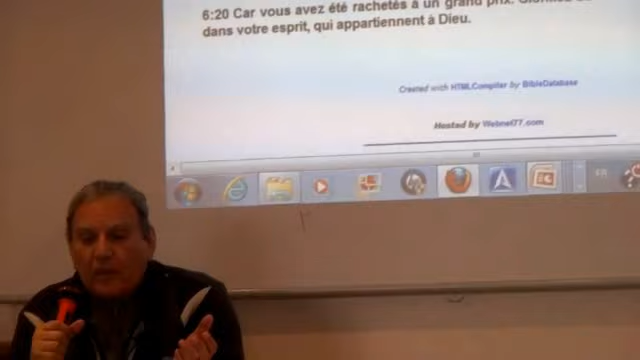 6:20 Car vous avez été rachetés à un grand prix.
dans votre esprit, qui appartiennent à Dieu.
Created with HTMLCompiler by BibleDatabase
Hosted by Webnet77.com
FR